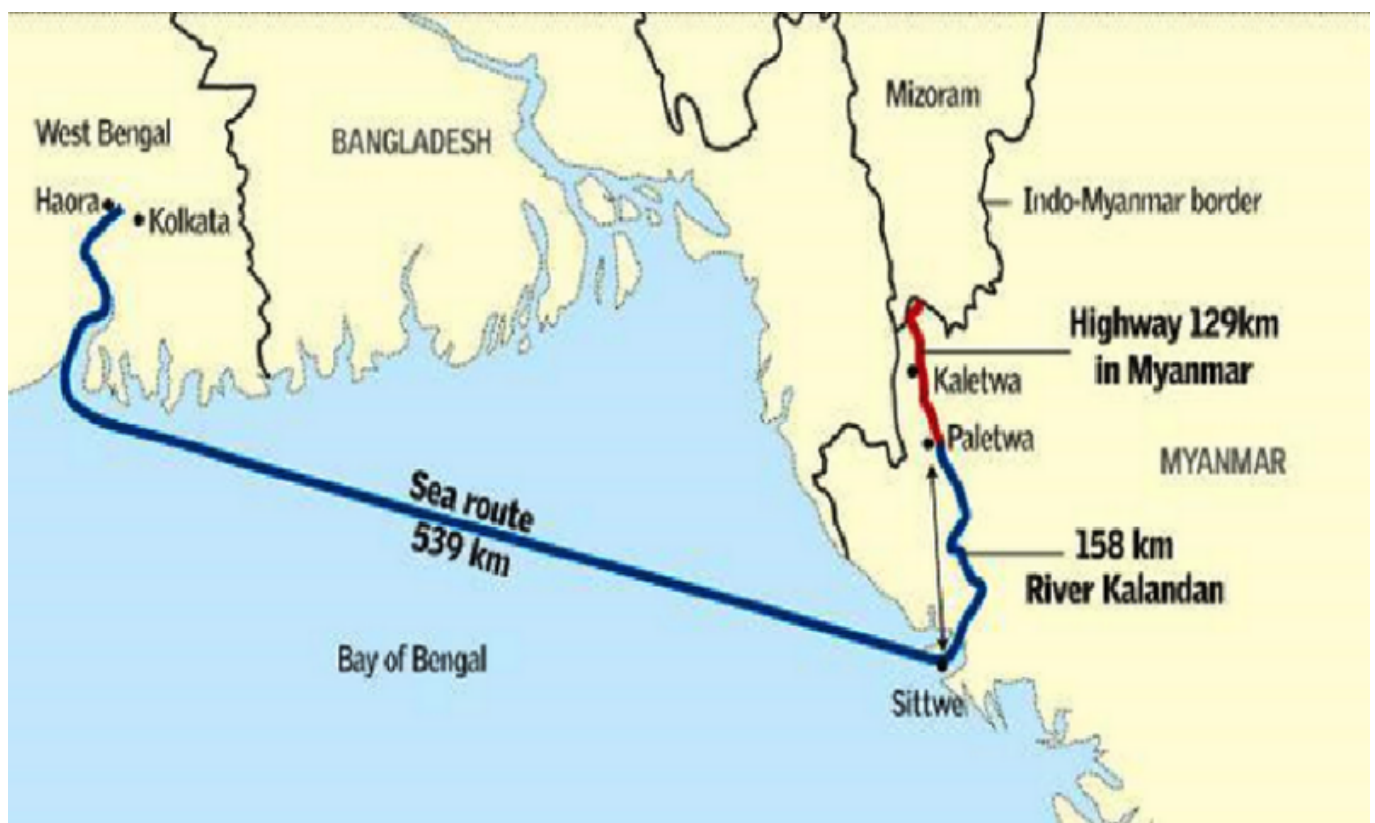 Mizoram
West Bengal
BANGLADESH
Haora
Kolkata
Indo-Myanmar border
Highway 129km
in Myanmar
Kaletwa
Paletwa
MYANMAR
Sea route
539 km
158 km
River Kalandan
Bay of Bengal
Sittwe